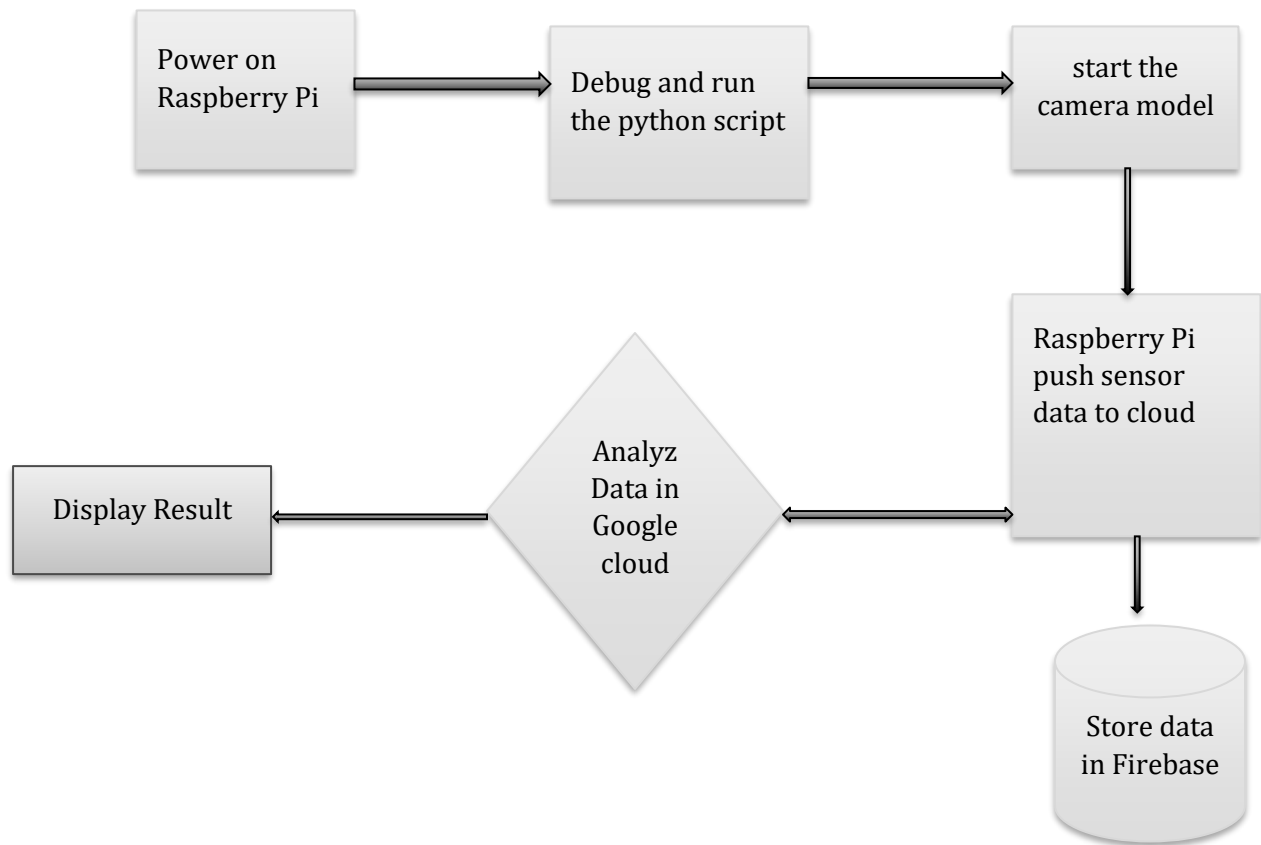 Power on
Raspberry Pi
Debug and run
the python script
start the
camera model
Raspberry Pi
push sensor
data to cloud
Analyz
Data in
Google
cloud
Display Result
Store data
in Firebase